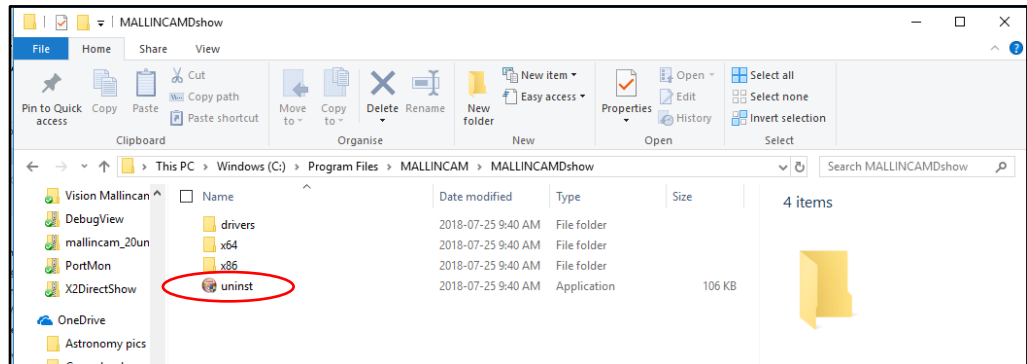 MALLINCAMDshow
File Home Share View
Pin to Quick access
Copy
Paste
Cut
Copy path
Paste shortcut
Clipboard
Move to
Copy to
Delete
Rename
Organise
New folder
New item
Easy access
New
Properties
Open
Edit
History
Open
Select all
Select none
Invert selection
Select
This PC > Windows (C:) > Program Files > MALLINCAM > MALLINCAMDshow
Search MALLINCAMDshow
Vision Mallincan
DebugView
mallincam_20un
PortMon
X2DirectShow
OneDrive
Astronomy pics
Name Date modified Type Size
drivers 2018-07-25 9:40 AM File folder
x64 2018-07-25 9:40 AM File folder
x86 2018-07-25 9:40 AM File folder
uninst 2018-07-25 9:40 AM Application 106 KB
4 items